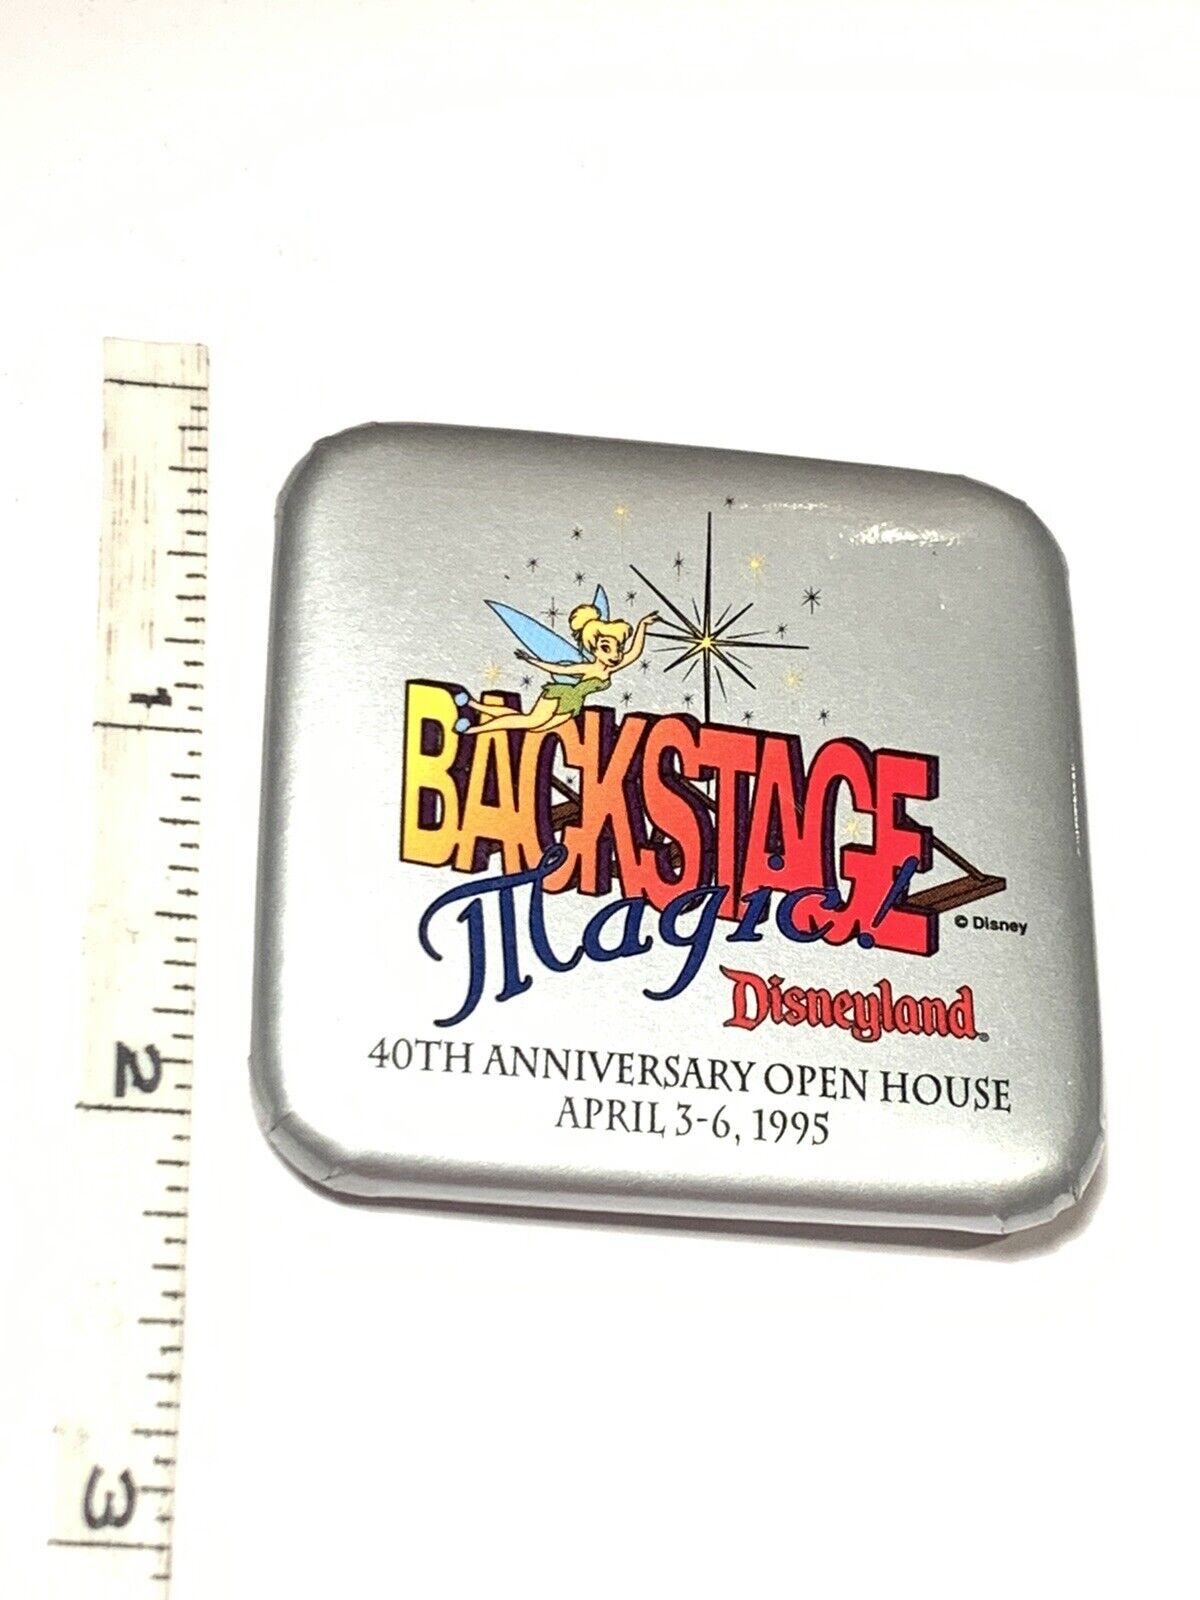 BACKSTAGE
Magic!
© Disney
Disneyland®
40TH ANNIVERSARY OPEN HOUSE
APRIL 3-6, 1995
1
2
3